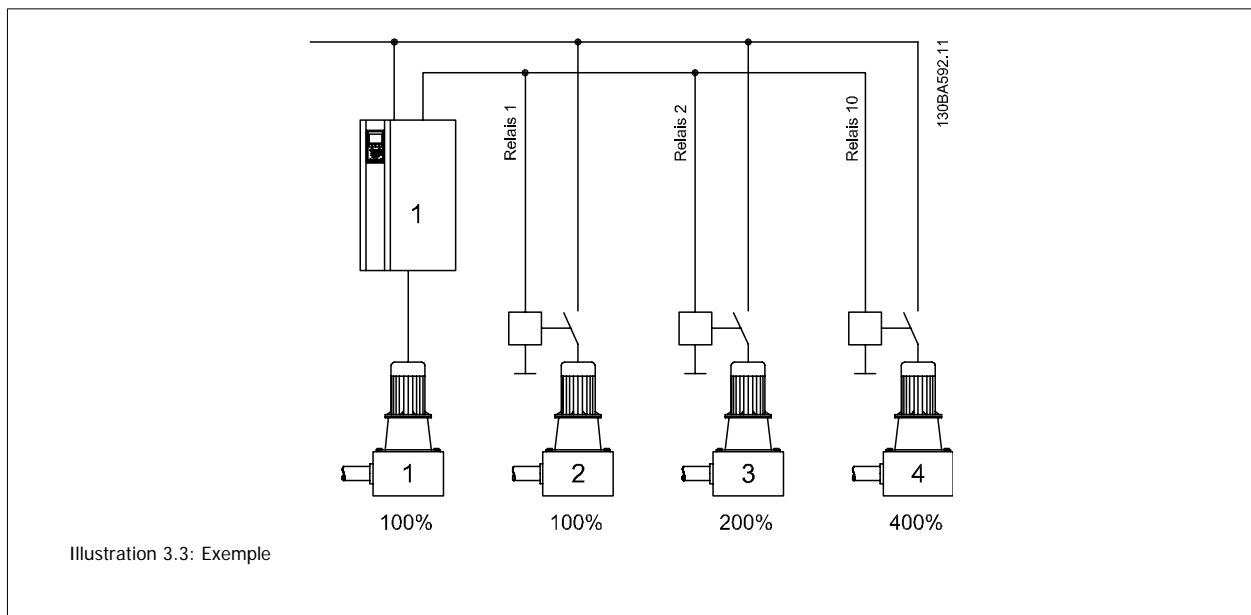 130BA592.11
Relais 1
Relais 2
Relais 10
1
1
2
3
4
100%
100%
200%
400%
Illustration 3.3: Exemple